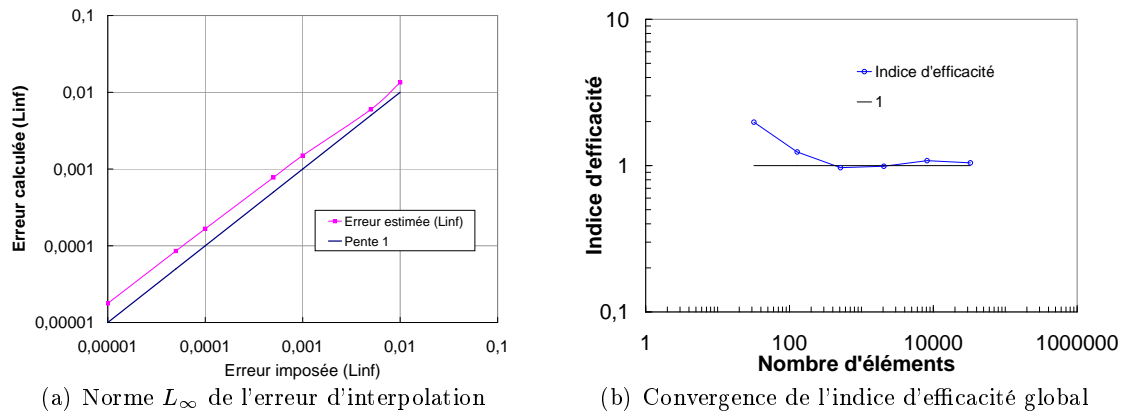 0,1
0,01
0,001
0,0001
0,00001
Erreur calculée (Linf)
Erreur estimée (Linf)
Pente 1
0,00001 0,0001 0,001 0,01 0,1
Erreur imposée (Linf)
(a) Norme L∞ de l'erreur d'interpolation
10
1
0,1
Indice d'efficacité
Indice d'efficacité
1
1 100 10000 1000000
Nombre d'éléments
(b) Convergence de l'indice d'efficacité global